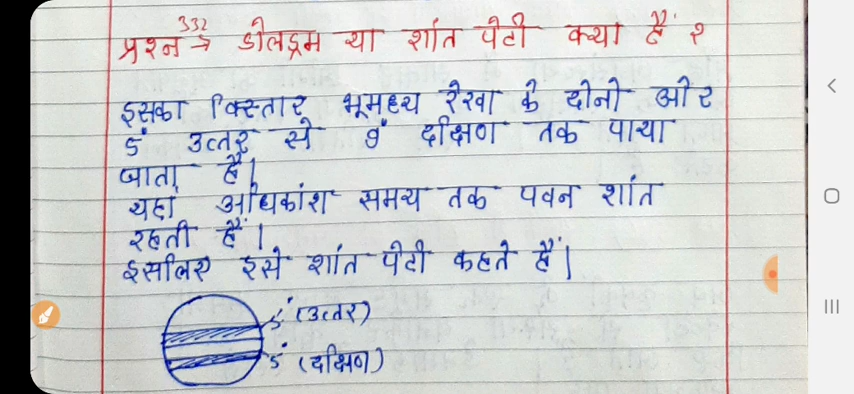 332
प्रश्न → डोलड्रम या शांत पेटी क्या हैं ?
इसका विस्तार भूमध्य रेखा के दोनो ओर
5° उत्तर से 5° दक्षिण तक पाया
जाता है।
यहां अधिकांश समय तक पवन शांत
रहती हैं।
इसलिए इसे शांत पेटी कहते हैं।
5° (उत्तर)
5° (दक्षिण)